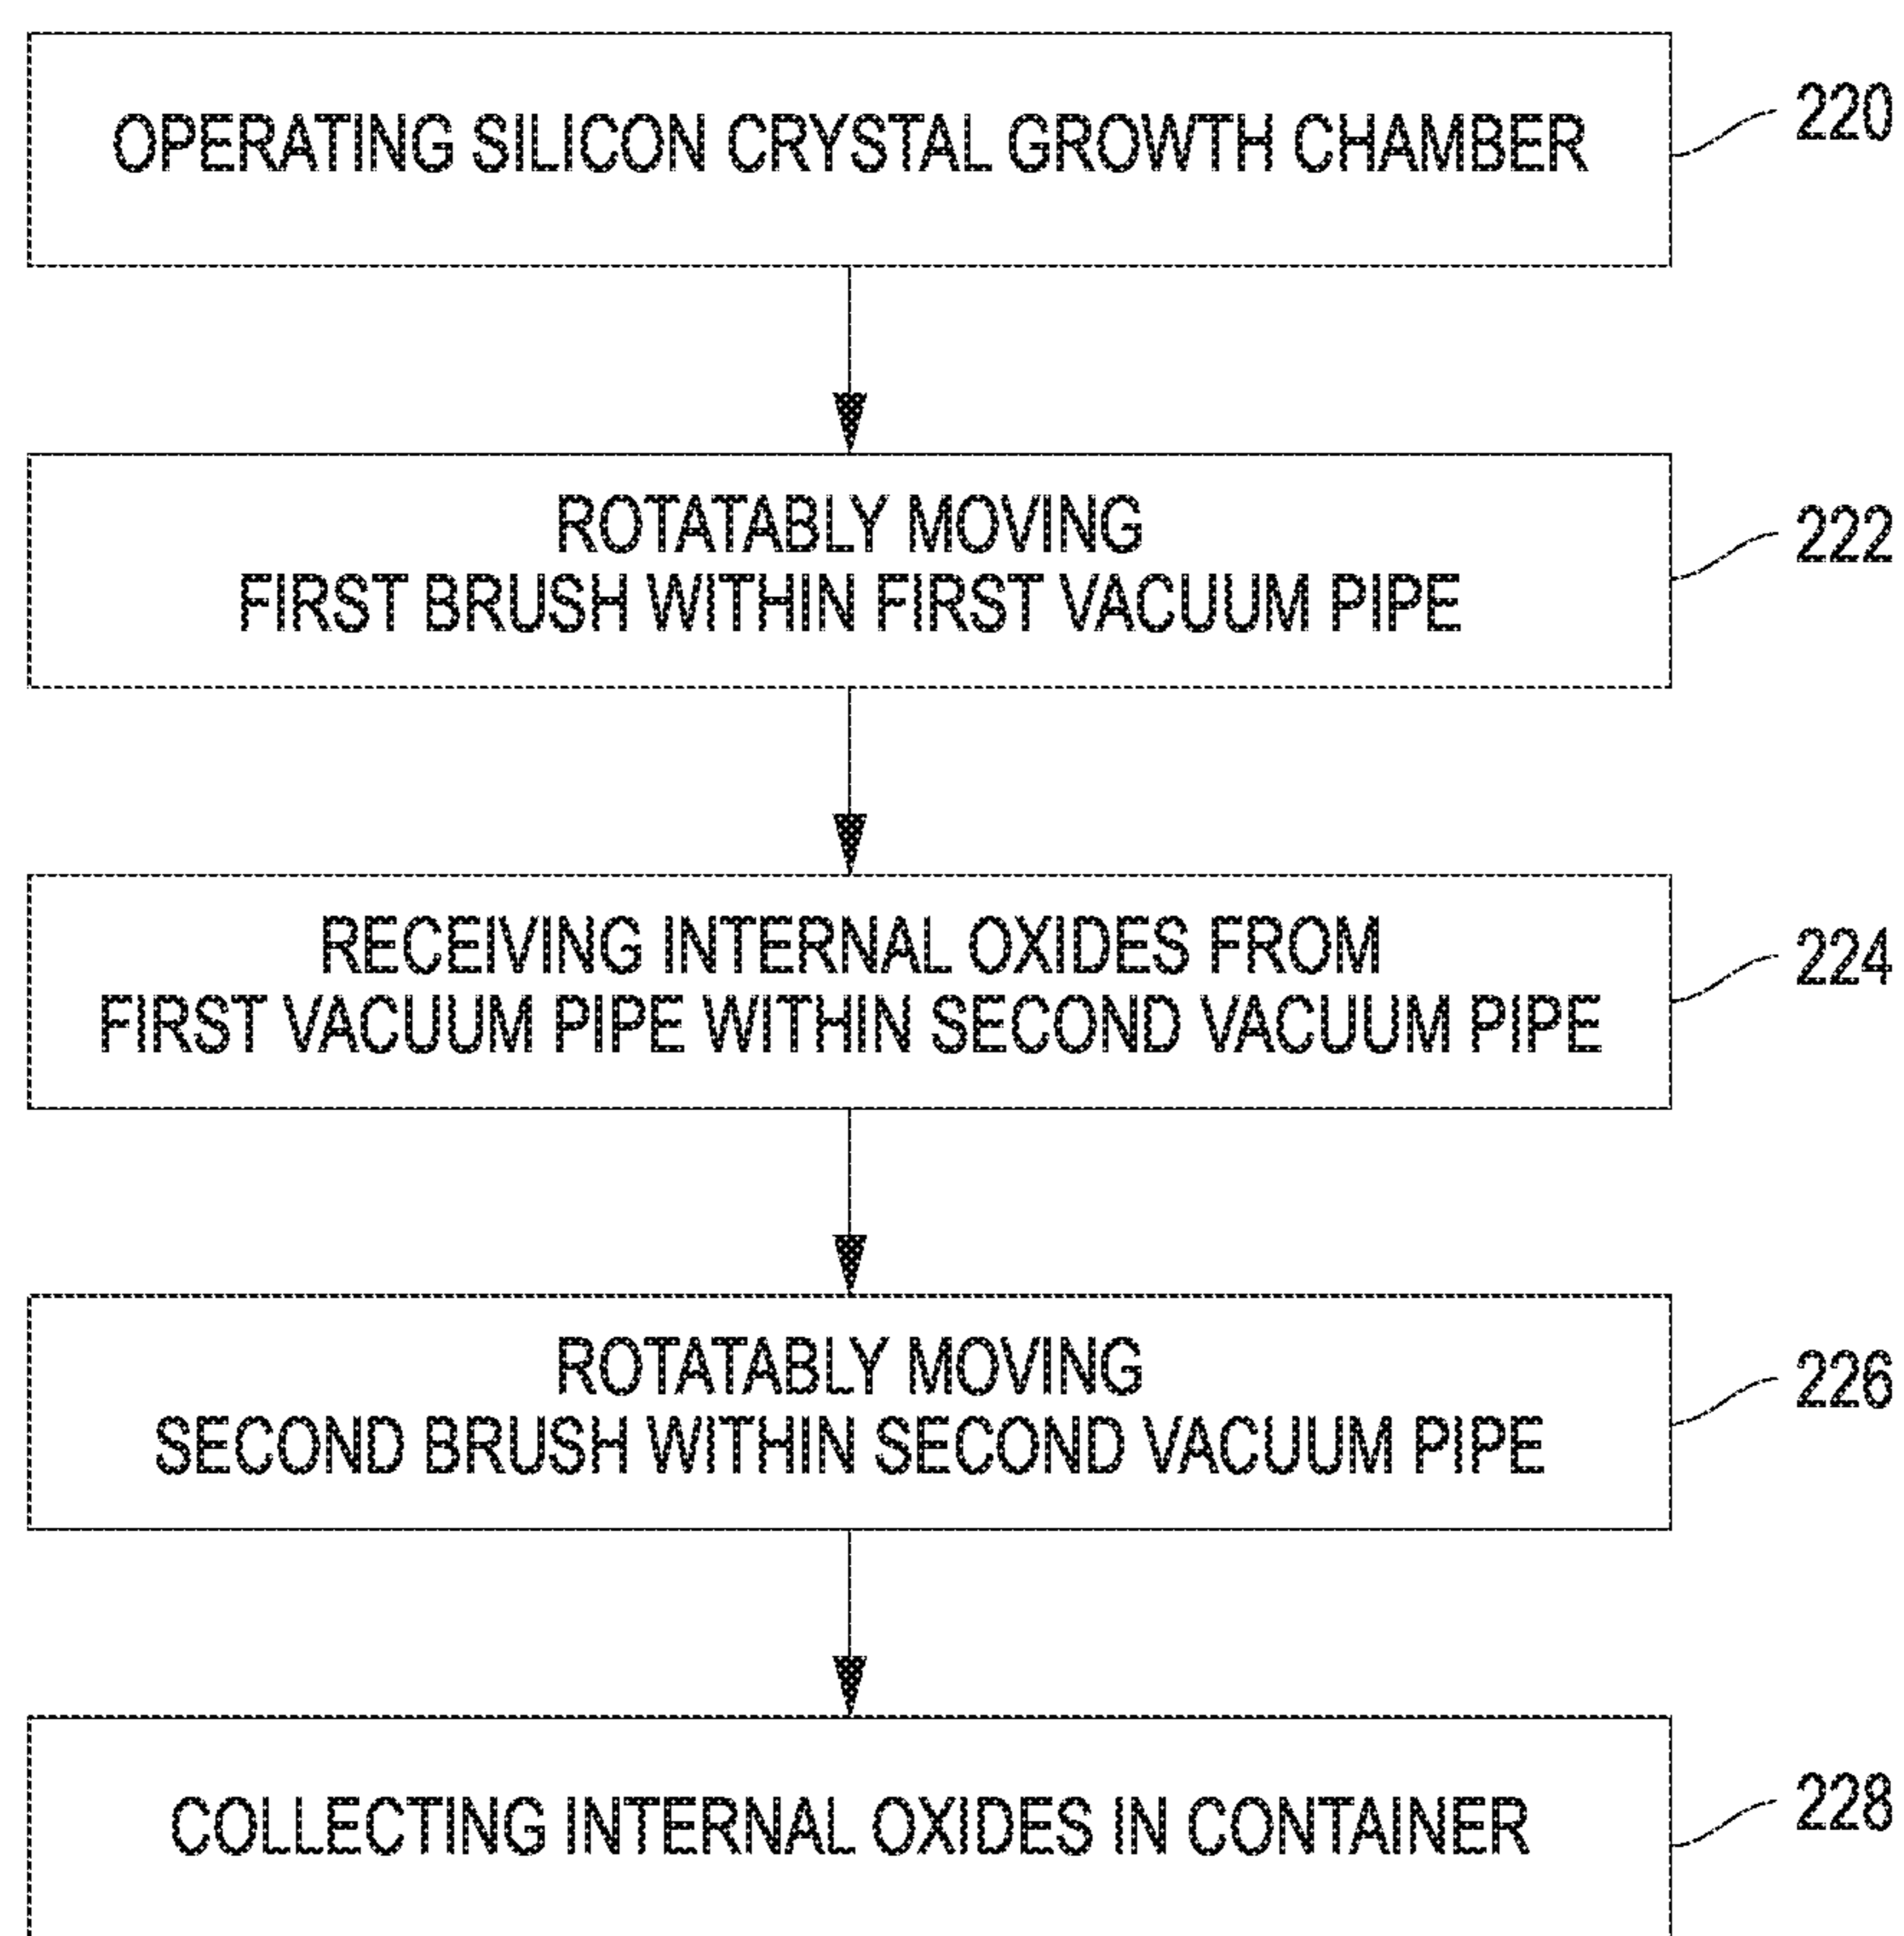 OPERATING SILICON CRYSTAL GROWTH CHAMBER
220
ROTATABLY MOVING
FIRST BRUSH WITHIN FIRST VACUUM PIPE
222
RECEIVING INTERNAL OXIDES FROM
FIRST VACUUM PIPE WITHIN SECOND VACUUM PIPE
224
ROTATABLY MOVING
SECOND BRUSH WITHIN SECOND VACUUM PIPE
226
COLLECTING INTERNAL OXIDES IN CONTAINER
228